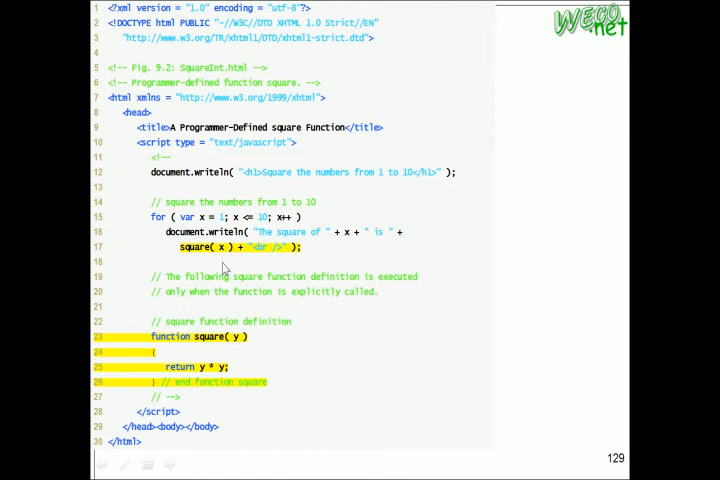 WECO
.net
1 <?xml version = "1.0" encoding = "utf-8"?>
2 <!DOCTYPE html PUBLIC "-//W3C//DTD XHTML 1.0 Strict//EN"
3 "http://www.w3.org/TR/xhtml1/DTD/xhtml1-strict.dtd">
4
5 <!-- Fig. 9.2: SquareInt.html -->
6 <!-- Programmer-defined function square. -->
7 <html xmlns = "http://www.w3.org/1999/xhtml">
8 <head>
9 <title>A Programmer-Defined square Function</title>
10 <script type = "text/javascript">
11 <!--
12 document.writeln( "<h1>Square the numbers from 1 to 10</h1>" );
13
14 // square the numbers from 1 to 10
15 for ( var x = 1; x <= 10; x++ )
16 document.writeln( "The square of " + x + " is " +
17 square( x ) + "<br />" );
18
19 // The following square function definition is executed
20 // only when the function is explicitly called.
21
22 // square function definition
23 function square( y )
24 {
25 return y * y;
26 } // end function square
27 // -->
28 </script>
29 </head><body></body>
30 </html>
129